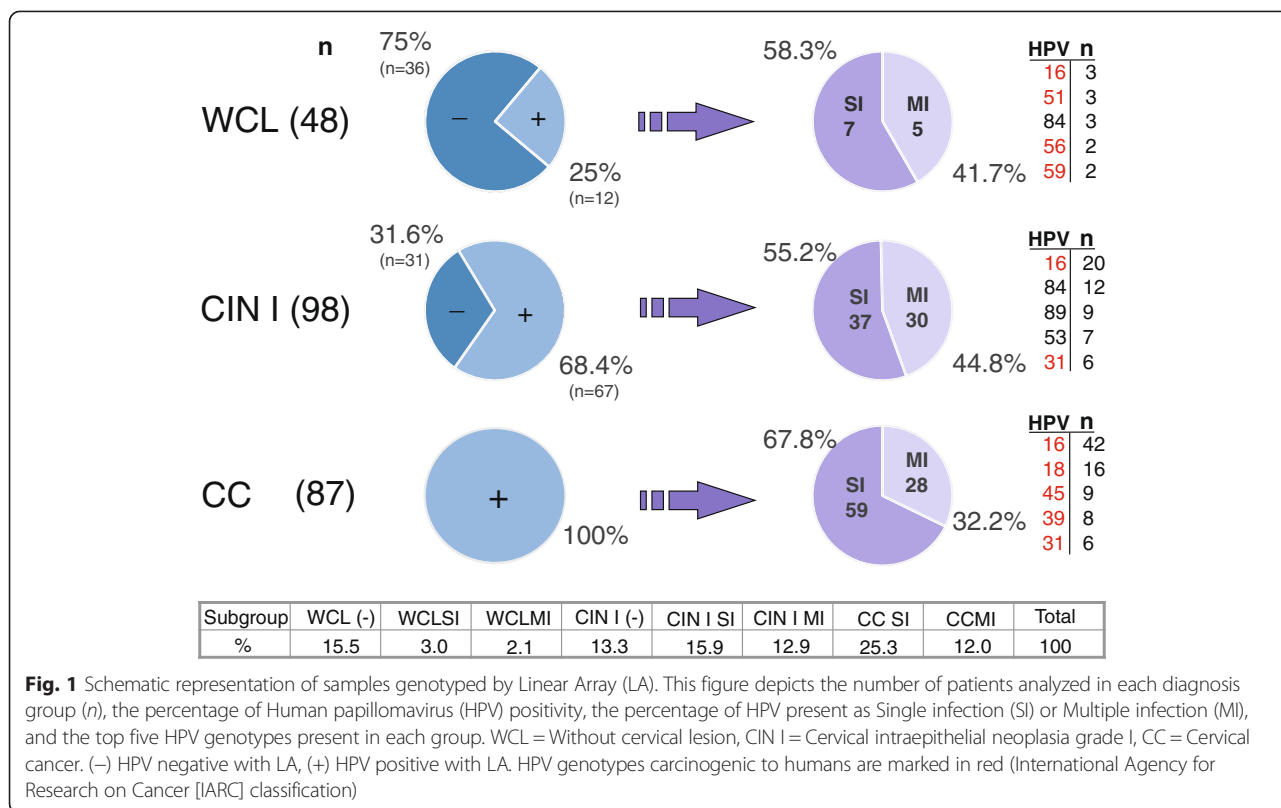 n
75%
(n=36)
WCL (48)
−
+
25%
(n=12)
58.3%
SI
7
MI
5
41.7%
HPV n
16 3
51 3
84 3
56 2
59 2
31.6%
(n=31)
CIN I (98)
−
+
68.4%
(n=67)
55.2%
SI
37
MI
30
44.8%
HPV n
16 20
84 12
89 9
53 7
31 6
CC (87)
+
100%
67.8%
SI
59
MI
28
32.2%
HPV n
16 42
18 16
45 9
39 8
31 6
Subgroup WCL (-) WCLSI WCLMI CIN I (-) CIN I SI CIN I MI CC SI CCMI Total
% 15.5 3.0 2.1 13.3 15.9 12.9 25.3 12.0 100
Fig. 1 Schematic representation of samples genotyped by Linear Array (LA). This figure depicts the number of patients analyzed in each diagnosis
group (n), the percentage of Human papillomavirus (HPV) positivity, the percentage of HPV present as Single infection (SI) or Multiple infection (MI),
and the top five HPV genotypes present in each group. WCL = Without cervical lesion, CIN I = Cervical intraepithelial neoplasia grade I, CC = Cervical
cancer. (−) HPV negative with LA, (+) HPV positive with LA. HPV genotypes carcinogenic to humans are marked in red (International Agency for
Research on Cancer [IARC] classification)